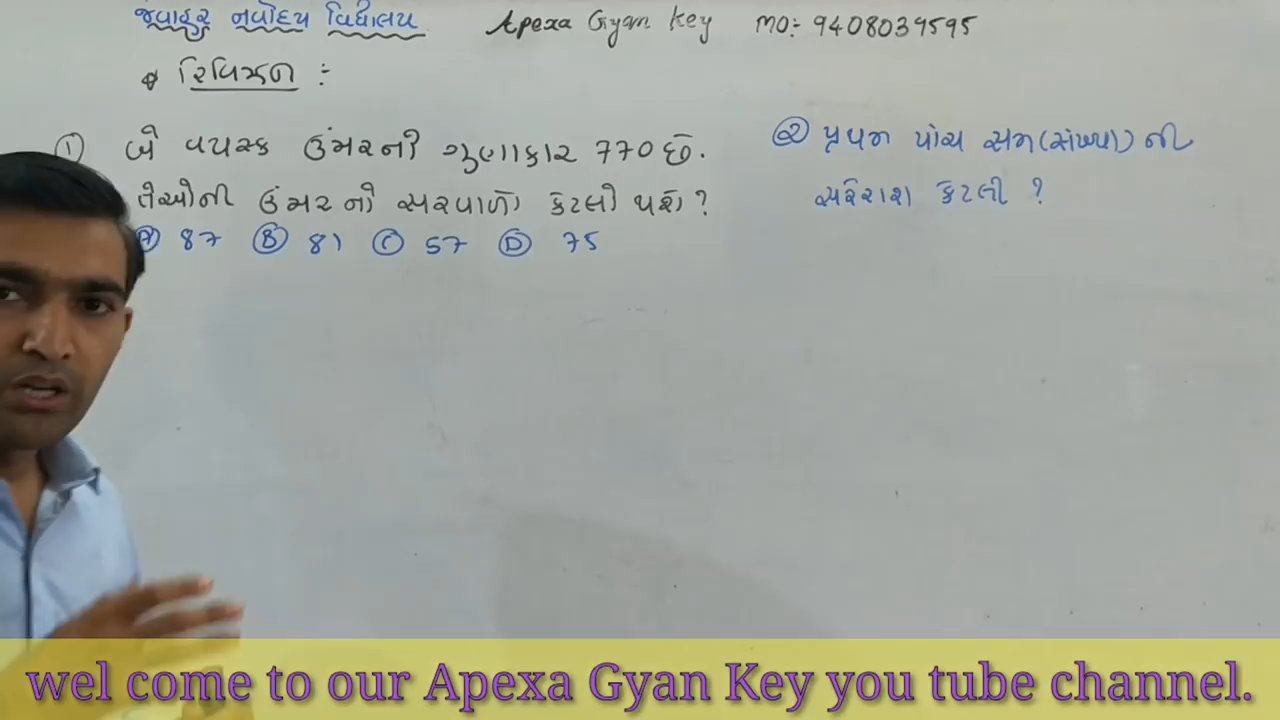 જવાહર નવોદય વિદ્યાલય Apexa Gyan Key MO:- 9408039595
* રિવિઝન :-
① બે વયસ્ક ઉંમરની ગુણાકાર 770 છે.
તેઓની ઉંમરનો સરવાળો કેટલો થશે ?
Ⓐ 87 Ⓑ 81 Ⓒ 57 Ⓓ 75
② પ્રથમ પાંચ સમ(સંખ્યા) ની
સરેરાશ કેટલી ?
wel come to our Apexa Gyan Key you tube channel.